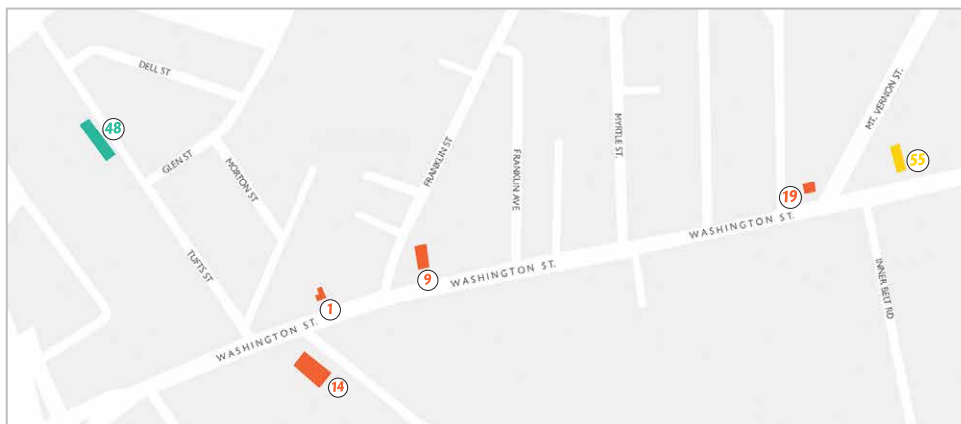 DELL ST
48
GLEN ST
MORTON ST
TUFTS ST
FRANKLIN ST
FRANKLIN AVE
MYRTLE ST.
MT. VERNON ST.
55
19
WASHINGTON ST.
INNER BELT RD
9
WASHINGTON ST.
1
WASHINGTON ST.
14